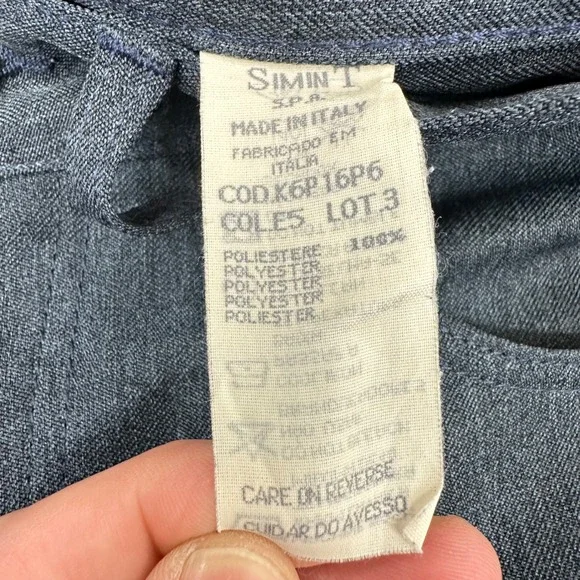 SIMINT
S.P.A.
MADE IN ITALY
FABRICADO EM
ITÁLIA
COD.K6P16P6
COL.E5 LOT.3
POLIESTERE 100%
POLYESTER
POLYESTER
POLYESTER
POLIESTER
CARE ON REVERSE
CUIDAR DO AVESSO